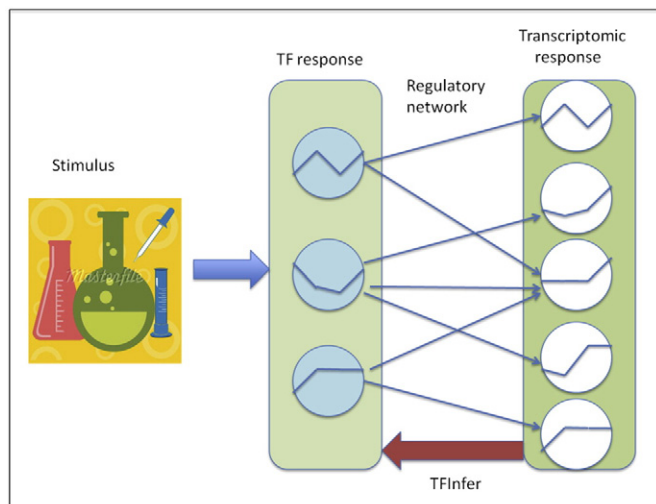 Transcriptomic
response
TF response
Regulatory
network
Stimulus
Masterfile
TFInfer